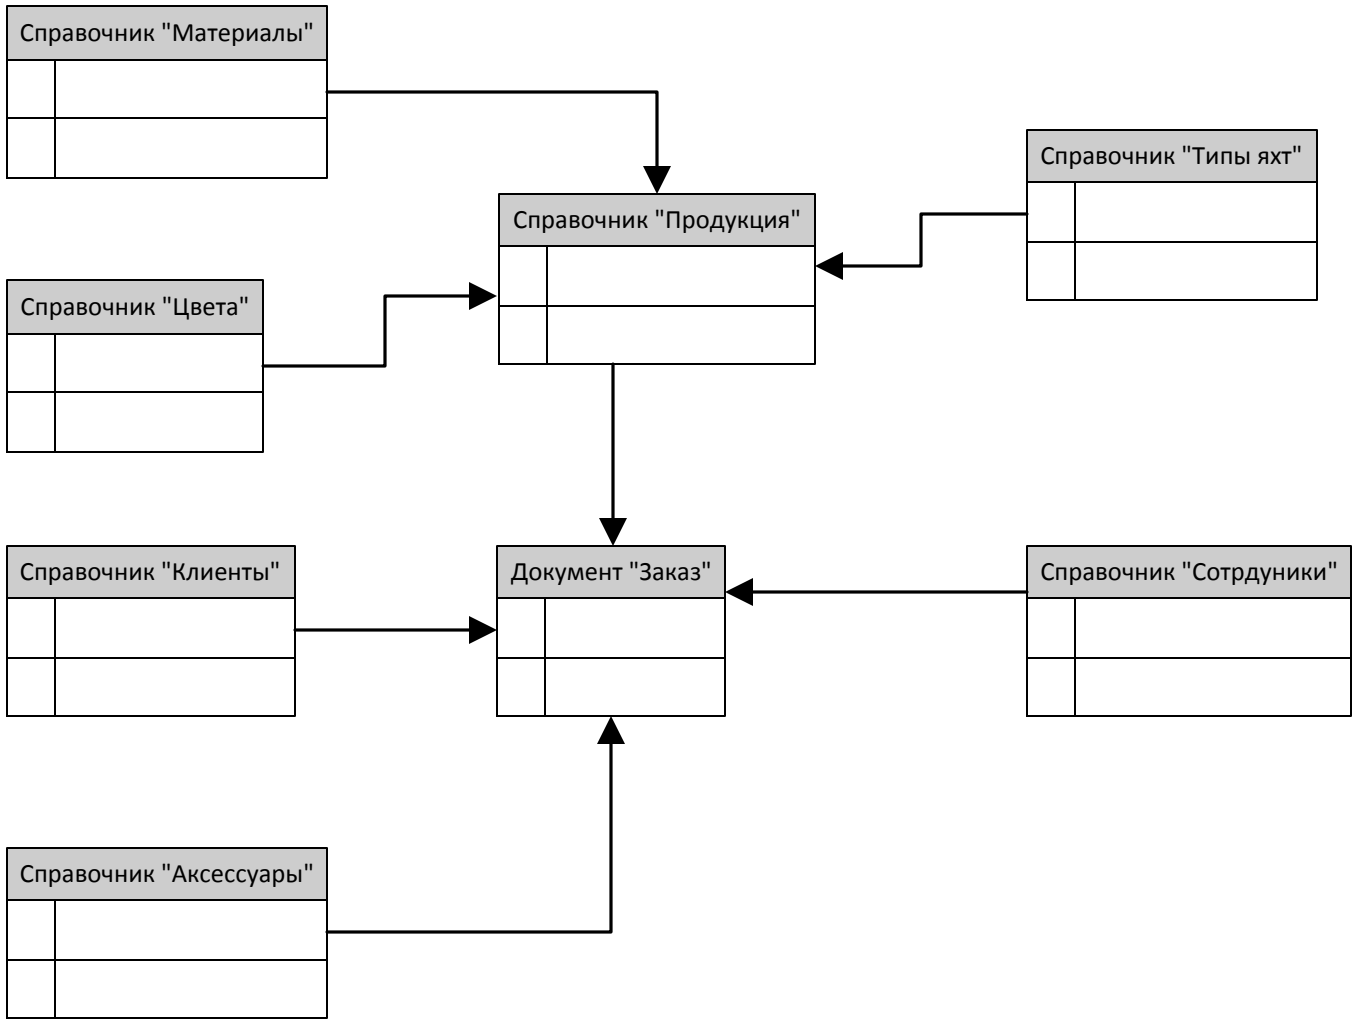 Справочник "Материалы"
Справочник "Типы яхт"
Справочник "Продукция"
Справочник "Цвета"
Справочник "Клиенты"
Документ "Заказ"
Справочник "Сотрдуники"
Справочник "Аксессуары"